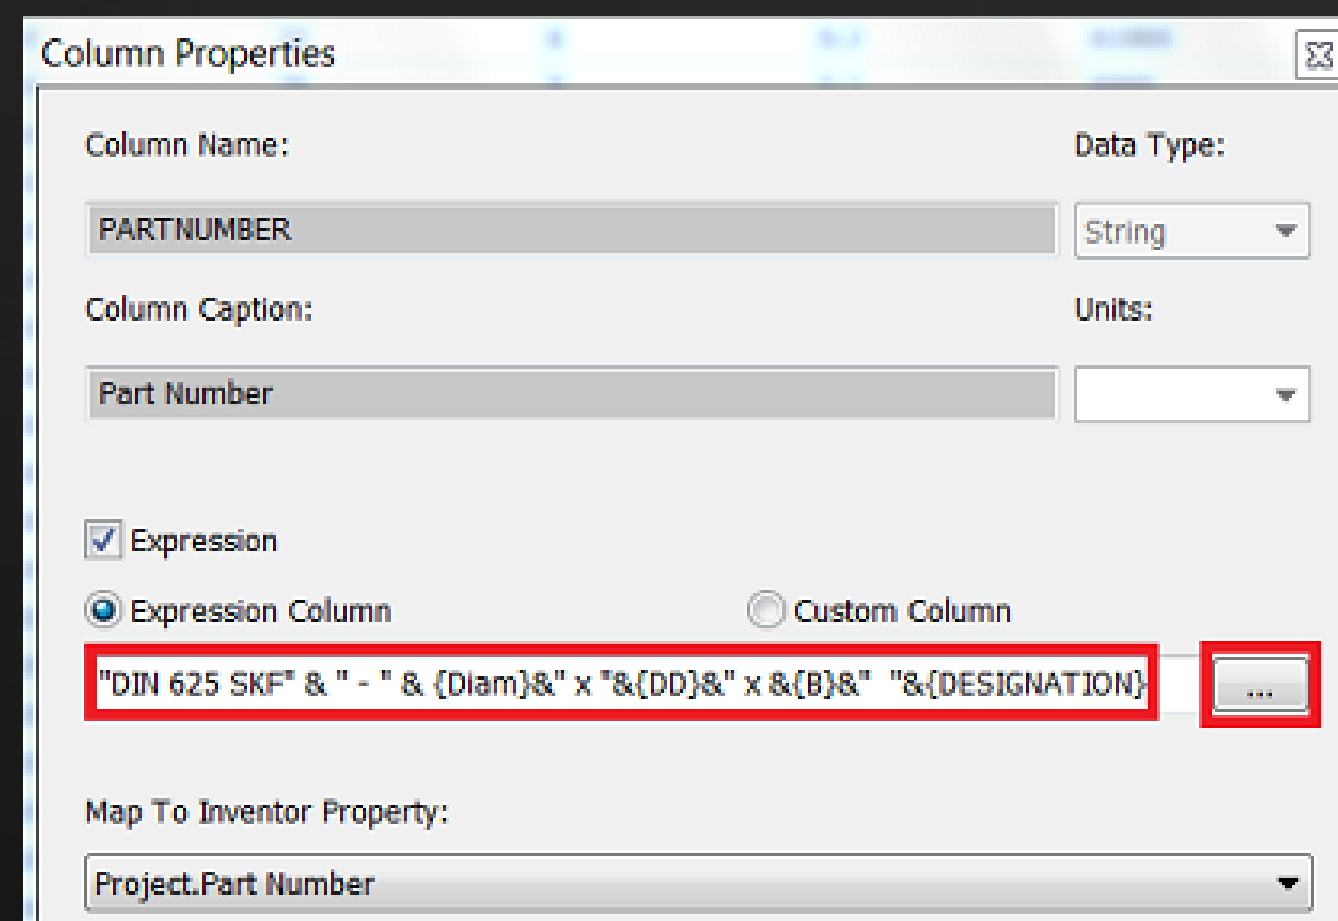 Column Properties
Column Name: Data Type:
PARTNUMBER String
Column Caption: Units:
Part Number
Expression
Expression Column Custom Column
"DIN 625 SKF" & " - " & {Diam}&" x "&{DD}&" x &{B}&"  "&{DESIGNATION} ...
Map To Inventor Property:
Project.Part Number